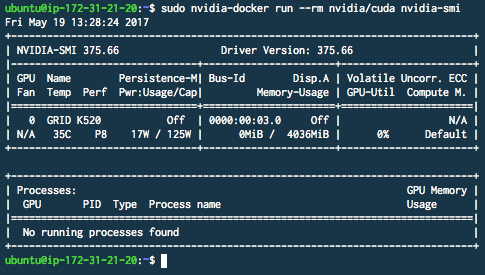 ubuntu@ip-172-31-21-20:~$ sudo nvidia-docker run --rm nvidia/cuda nvidia-smi
Fri May 19 13:28:24 2017
+-----------------------------------------------------------------------------+
| NVIDIA-SMI 375.66                 Driver Version: 375.66                    |
|-------------------------------+----------------------+----------------------+
| GPU  Name        Persistence-M| Bus-Id        Disp.A | Volatile Uncorr. ECC |
| Fan  Temp  Perf  Pwr:Usage/Cap|         Memory-Usage | GPU-Util  Compute M. |
|===============================+======================+======================|
|   0  GRID K520           Off  | 0000:00:03.0     Off |                  N/A |
| N/A   35C    P8    17W / 125W |      0MiB /  4036MiB |      0%      Default |
+-------------------------------+----------------------+----------------------+

+-----------------------------------------------------------------------------+
| Processes:                                                       GPU Memory |
|  GPU       PID  Type  Process name                               Usage      |
|=============================================================================|
|  No running processes found                                                 |
+-----------------------------------------------------------------------------+
ubuntu@ip-172-31-21-20:~$